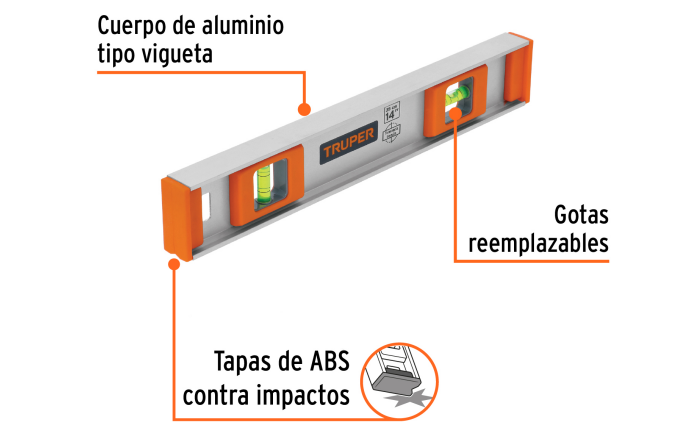 Cuerpo de aluminio
tipo vigueta
14"
TRUPER
Gotas
reemplazables
Tapas de ABS
contra impactos